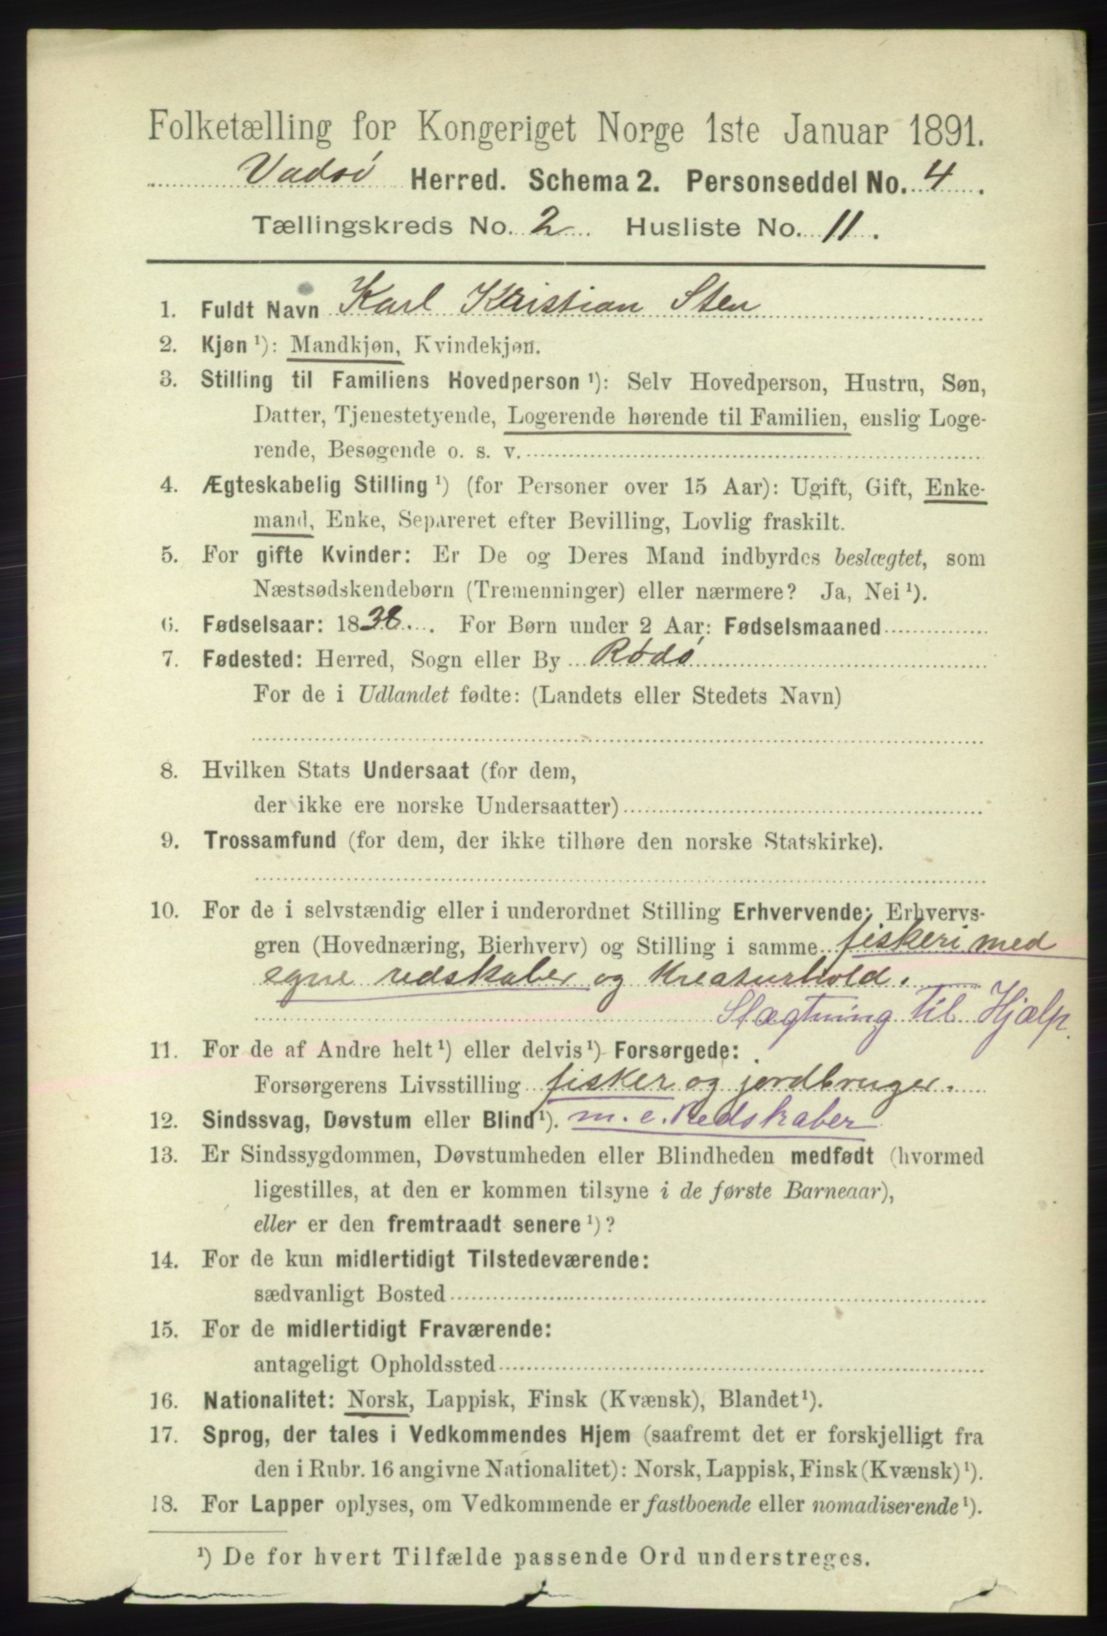 Folketælling for Kongeriget Norge 1ste Januar 1891.
Vadsö Herred. Schema 2. Personseddel No. 4.
Tællingskreds No. 2. Husliste No. 11.
1. Fuldt Navn Karl Kristian Sten
2. Kjøn ¹): Mandkjøn, Kvindekjøn.
3. Stilling til Familiens Hovedperson ¹): Selv Hovedperson, Hustru, Søn,
Datter, Tjenestetyende, Logerende hørende til Familien, enslig Loge-
rende, Besøgende o. s. v.
4. Ægteskabelig Stilling ¹) (for Personer over 15 Aar): Ugift, Gift, Enke-
mand, Enke, Separeret efter Bevilling, Lovlig fraskilt.
5. For gifte Kvinder: Er De og Deres Mand indbyrdes beslægtet, som
Næstsødskendebørn (Tremenninger) eller nærmere? Ja, Nei ¹).
6. Fødselsaar: 1838. For Børn under 2 Aar: Fødselsmaaned
7. Fødested: Herred, Sogn eller By Rödö
For de i Udlandet fødte: (Landets eller Stedets Navn)
8. Hvilken Stats Undersaat (for dem,
der ikke ere norske Undersaatter)
9. Trossamfund (for dem, der ikke tilhøre den norske Statskirke).
10. For de i selvstændig eller i underordnet Stilling Erhvervende: Erhvervs-
gren (Hovednæring, Bierhverv) og Stilling i samme fiskeri med
egne redskaber og Kreaturhold.
Slægtning til Hjælp.
11. For de af Andre helt ¹) eller delvis ¹) Forsørgede:
Forsørgerens Livsstilling fisker og jordbruger.
12. Sindssvag, Døvstum eller Blind ¹). m. e. Redskaber
13. Er Sindssygdommen, Døvstumheden eller Blindheden medfødt (hvormed
ligestilles, at den er kommen tilsyne i de første Barneaar),
eller er den fremtraadt senere ¹)?
14. For de kun midlertidigt Tilstedeværende:
sædvanligt Bosted
15. For de midlertidigt Fraværende:
antageligt Opholdssted
16. Nationalitet: Norsk, Lappisk, Finsk (Kvænsk), Blandet ¹).
17. Sprog, der tales i Vedkommendes Hjem (saafremt det er forskjelligt fra
den i Rubr. 16 angivne Nationalitet): Norsk, Lappisk, Finsk (Kvænsk) ¹).
18. For Lapper oplyses, om Vedkommende er fastboende eller nomadiserende ¹).
¹) De for hvert Tilfælde passende Ord understreges.